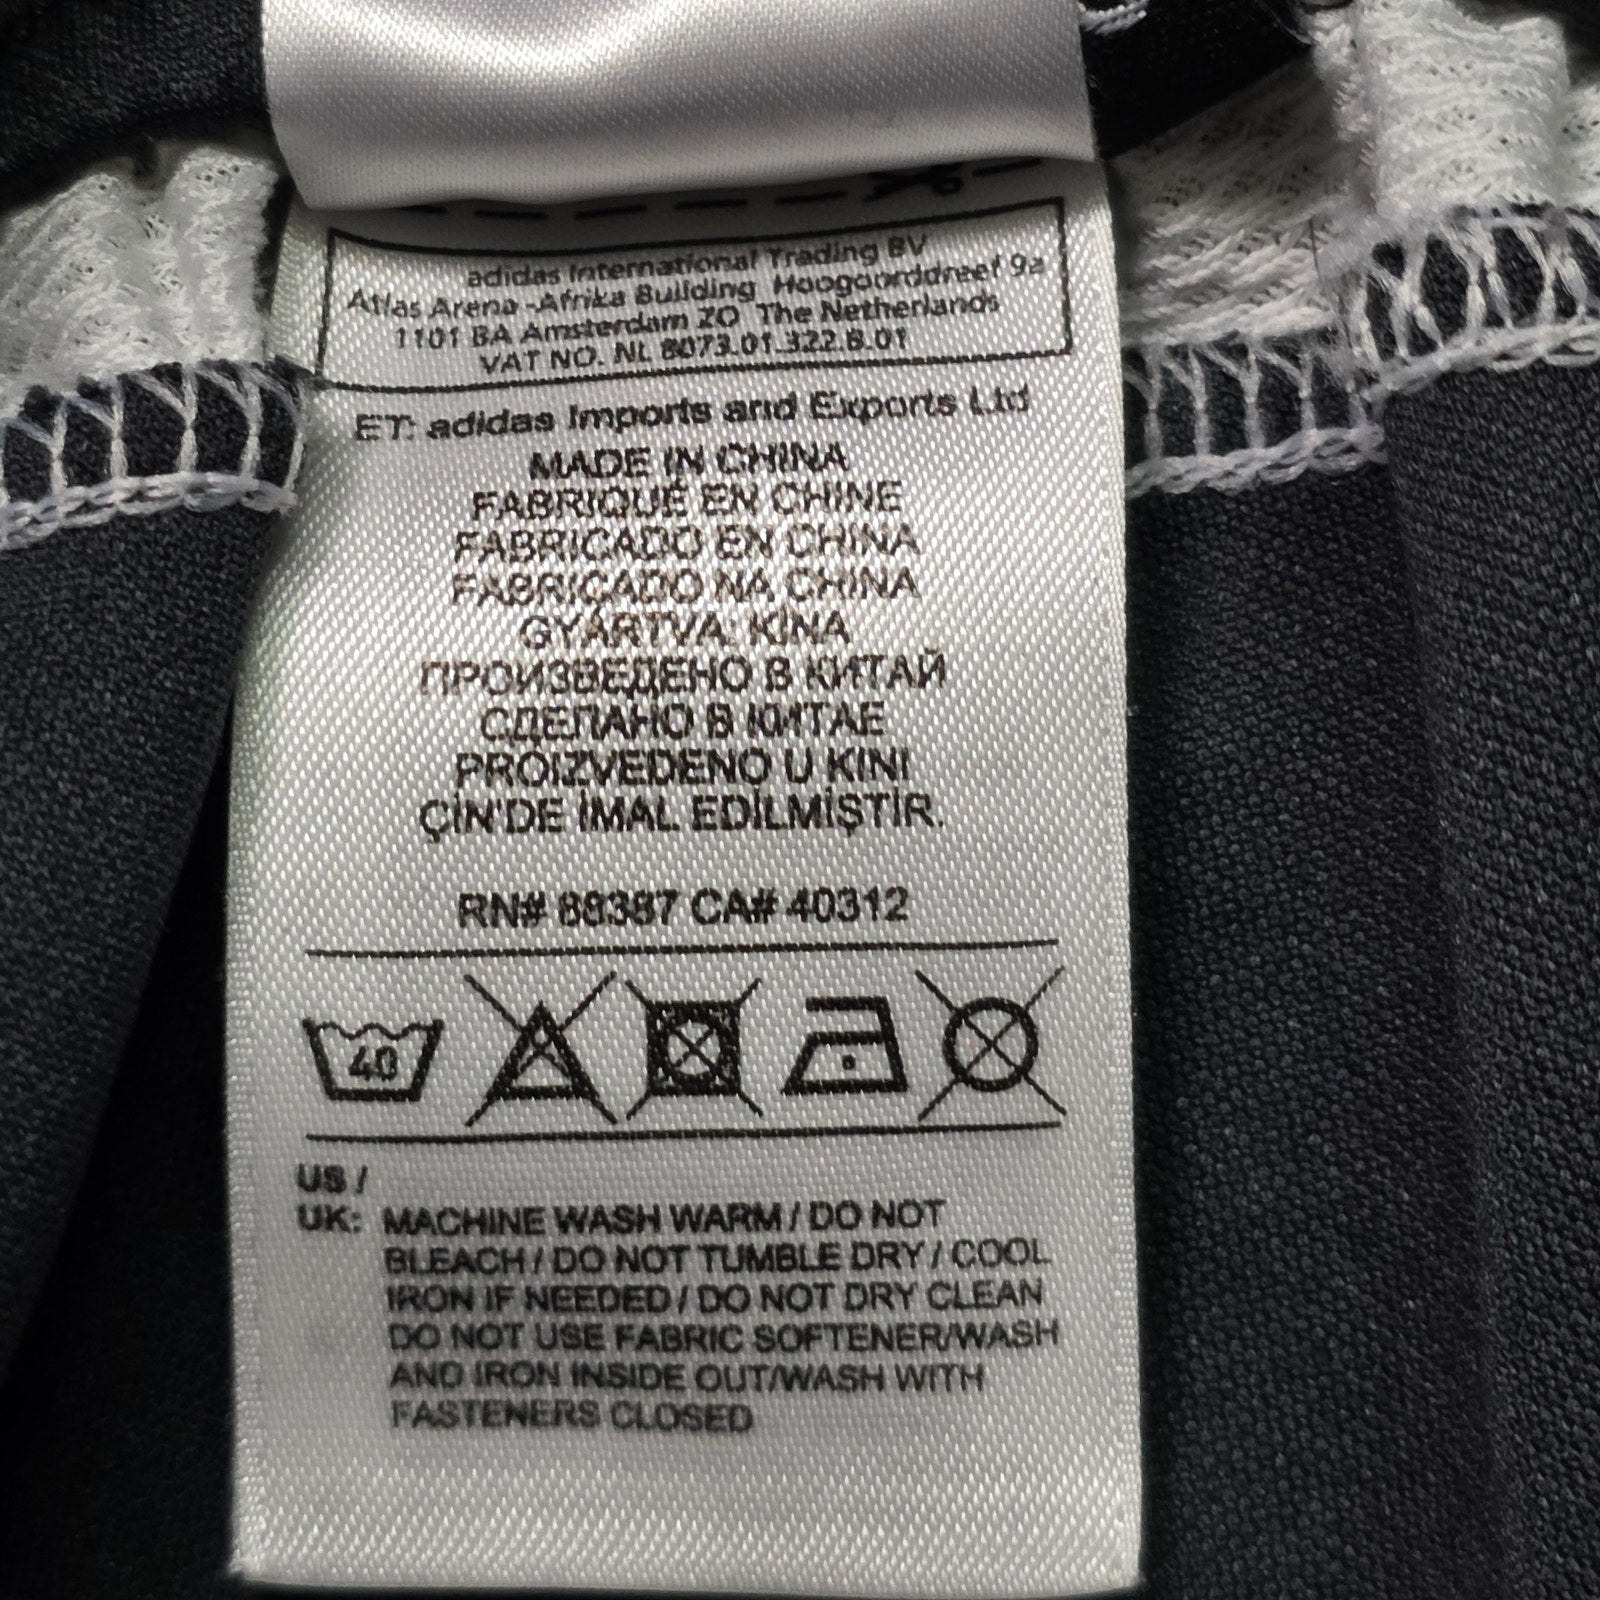 adidas International Trading BV
Atlas Arena -Afrika Building Hoogoorddreef 9a
1101 BA Amsterdam ZO The Netherlands
VAT NO. NL 8073.01.322.B.01
ET: adidas Imports and Exports Ltd
MADE IN CHINA
FABRIQUÉ EN CHINE
FABRICADO EN CHINA
FABRICADO NA CHINA
GYÁRTVA: KÍNA
ПРОИЗВЕДЕНО В КИТАЙ
СДЕЛАНО В КИТАЕ
PROIZVEDENO U KINI
ÇİN'DE İMAL EDİLMİŞTİR.
RN# 88387 CA# 40312
40
US /
UK: MACHINE WASH WARM / DO NOT
BLEACH / DO NOT TUMBLE DRY / COOL
IRON IF NEEDED / DO NOT DRY CLEAN
DO NOT USE FABRIC SOFTENER/WASH
AND IRON INSIDE OUT/WASH WITH
FASTENERS CLOSED